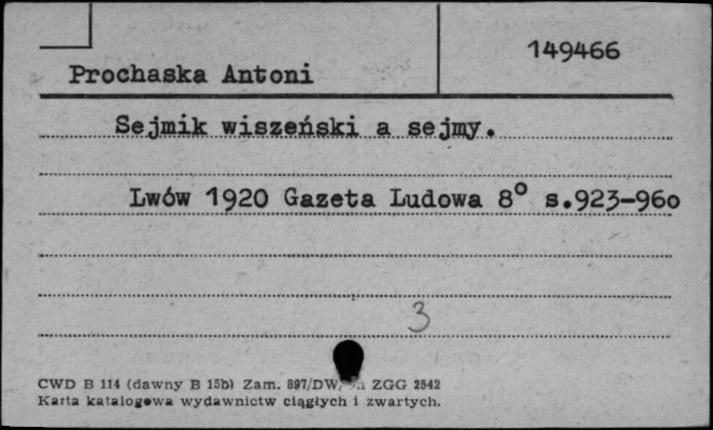 149466
Prochaska Antoni
Sejmik wiszeński a sejmy.
Lwów 1920 Gazeta Ludowa 8° s.923-960
3
CWD B 114 (dawny B 15b) Zam. 897/DW/ ZGG 2542
Karta katalogowa wydawnictw ciągłych i zwartych.